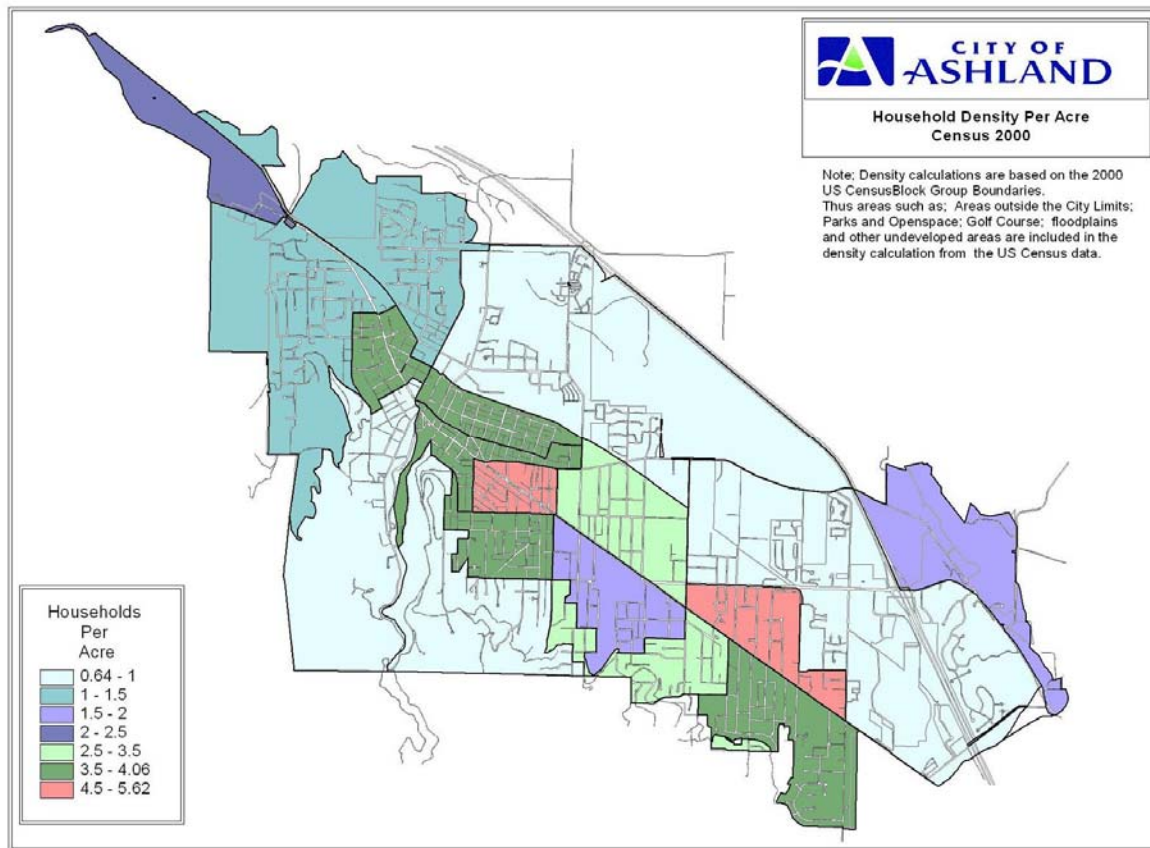 CITY OF
ASHLAND
Household Density Per Acre
Census 2000
Note; Density calculations are based on the 2000
US CensusBlock Group Boundaries.
Thus areas such as; Areas outside the City Limits;
Parks and Openspace; Golf Course; floodplains
and other undeveloped areas are included in the
density calculation from the US Census data.
Households
Per
Acre
0.64 - 1
1 - 1.5
1.5 - 2
2 - 2.5
2.5 - 3.5
3.5 - 4.06
4.5 - 5.62